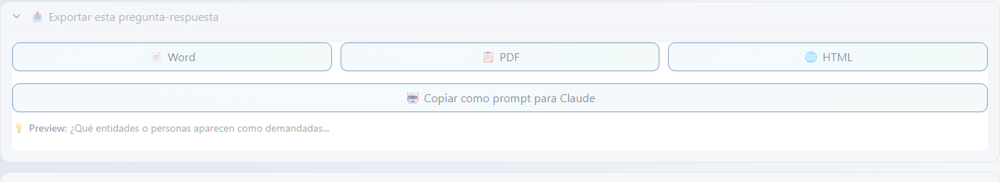 Exportar esta pregunta-respuesta
Word
PDF
HTML
Copiar como prompt para Claude
Preview: ¿Qué entidades o personas aparecen como demandadas...